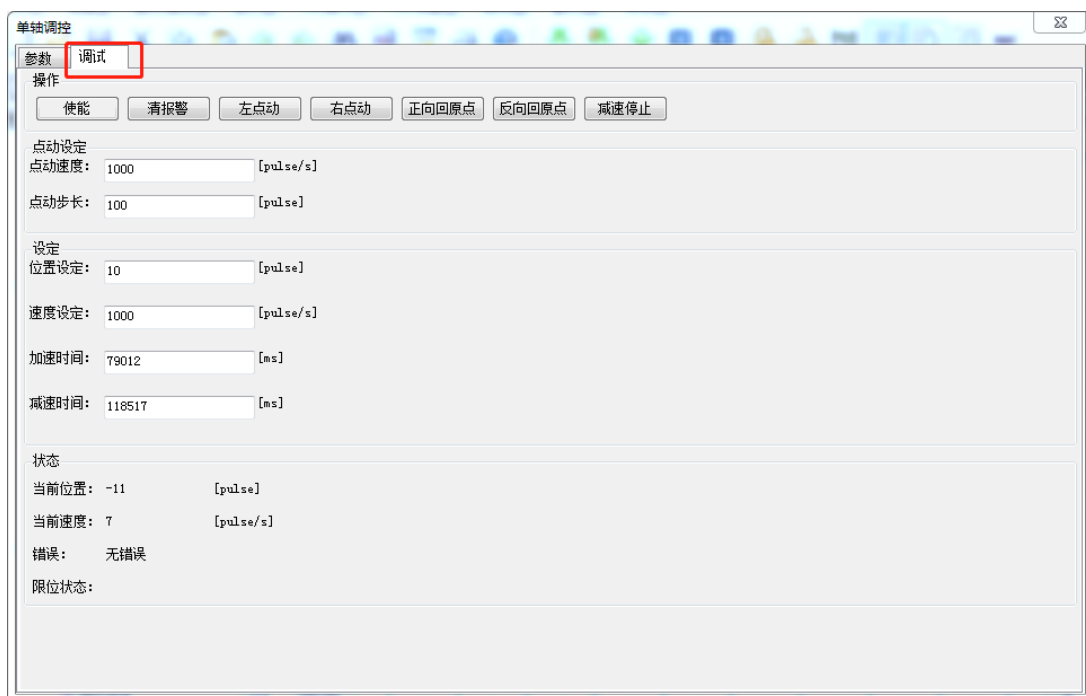 单轴调控
参数 调试
操作
使能 清报警 左点动 右点动 正向回原点 反向回原点 减速停止
点动设定
点动速度: 1000 [pulse/s]
点动步长: 100 [pulse]
设定
位置设定: 10 [pulse]
速度设定: 1000 [pulse/s]
加速时间: 79012 [ms]
减速时间: 118517 [ms]
状态
当前位置: -11 [pulse]
当前速度: 7 [pulse/s]
错误: 无错误
限位状态: